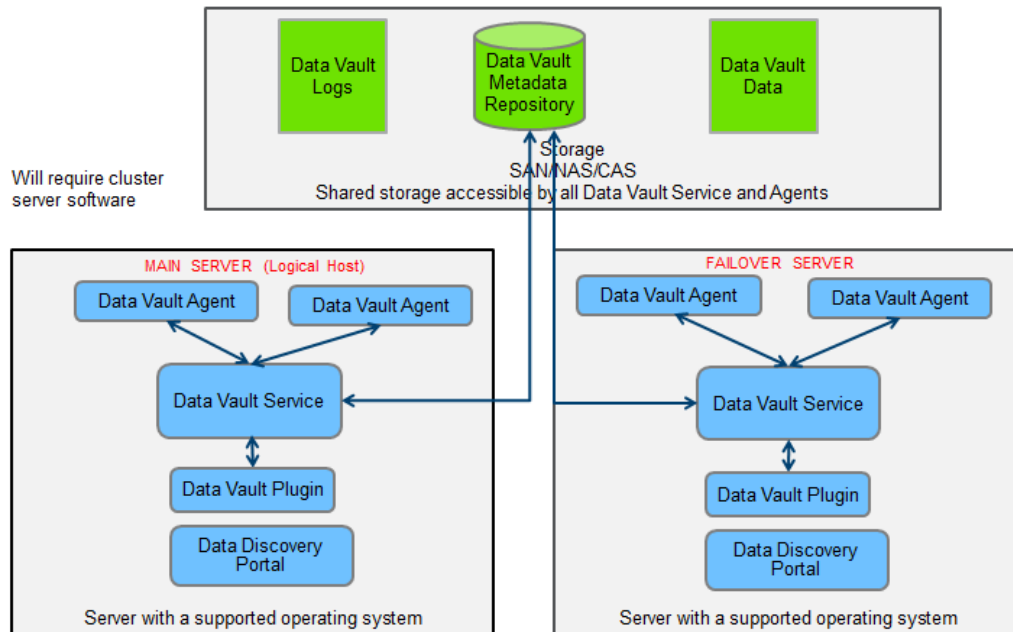 Data Vault
Logs
Data Vault
Metadata
Repository
Data Vault
Data
Storage
SAN/NAS/CAS
Shared storage accessible by all Data Vault Service and Agents
Will require cluster
server software
MAIN SERVER (Logical Host)
Data Vault Agent
Data Vault Agent
Data Vault Service
Data Vault Plugin
Data Discovery
Portal
Server with a supported operating system
FAILOVER SERVER
Data Vault Agent
Data Vault Agent
Data Vault Service
Data Vault Plugin
Data Discovery
Portal
Server with a supported operating system